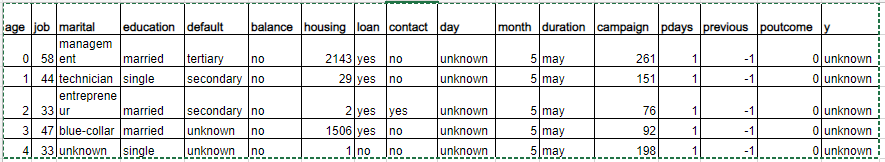 age job marital education default balance housing loan contact day month duration campaign pdays previous poutcome y
0 58 managem married tertiary no 2143 yes no unknown 5 may 261 1 -1 0 unknown
ent
1 44 technician single secondary no 29 yes no unknown 5 may 151 1 -1 0 unknown
2 33 entreprene married secondary no 2 yes yes unknown 5 may 76 1 -1 0 unknown
ur
3 47 blue-collar married unknown no 1506 yes no unknown 5 may 92 1 -1 0 unknown
4 33 unknown single unknown no 1 no no unknown 5 may 198 1 -1 0 unknown